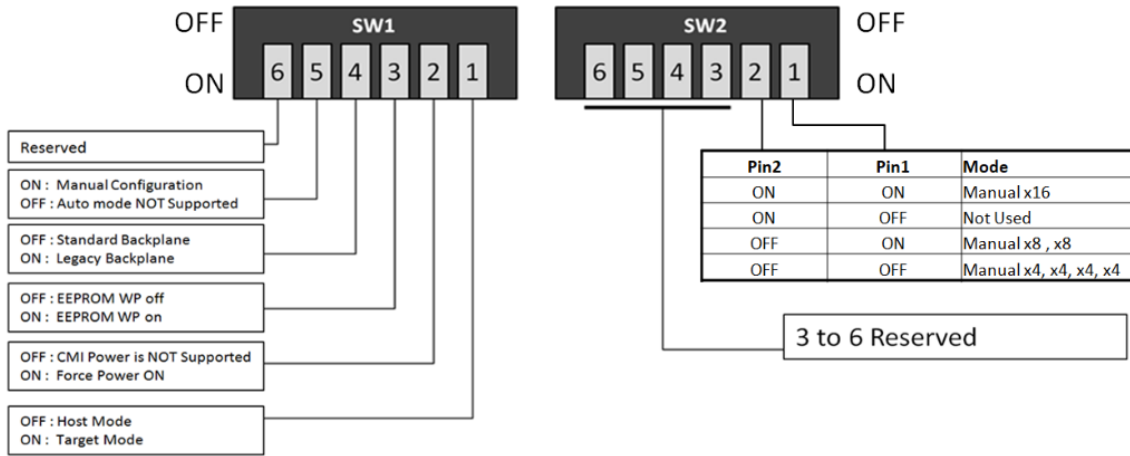 OFF
SW1
6 5 4 3 2 1
ON
SW2
OFF
6 5 4 3 2 1
ON
Reserved
ON : Manual Configuration
OFF : Auto mode NOT Supported
OFF : Standard Backplane
ON : Legacy Backplane
OFF : EEPROM WP off
ON : EEPROM WP on
OFF : CMI Power is NOT Supported
ON : Force Power ON
OFF : Host Mode
ON : Target Mode
Pin2 Pin1 Mode
ON ON Manual x16
ON OFF Not Used
OFF ON Manual x8 , x8
OFF OFF Manual x4, x4, x4, x4
3 to 6 Reserved